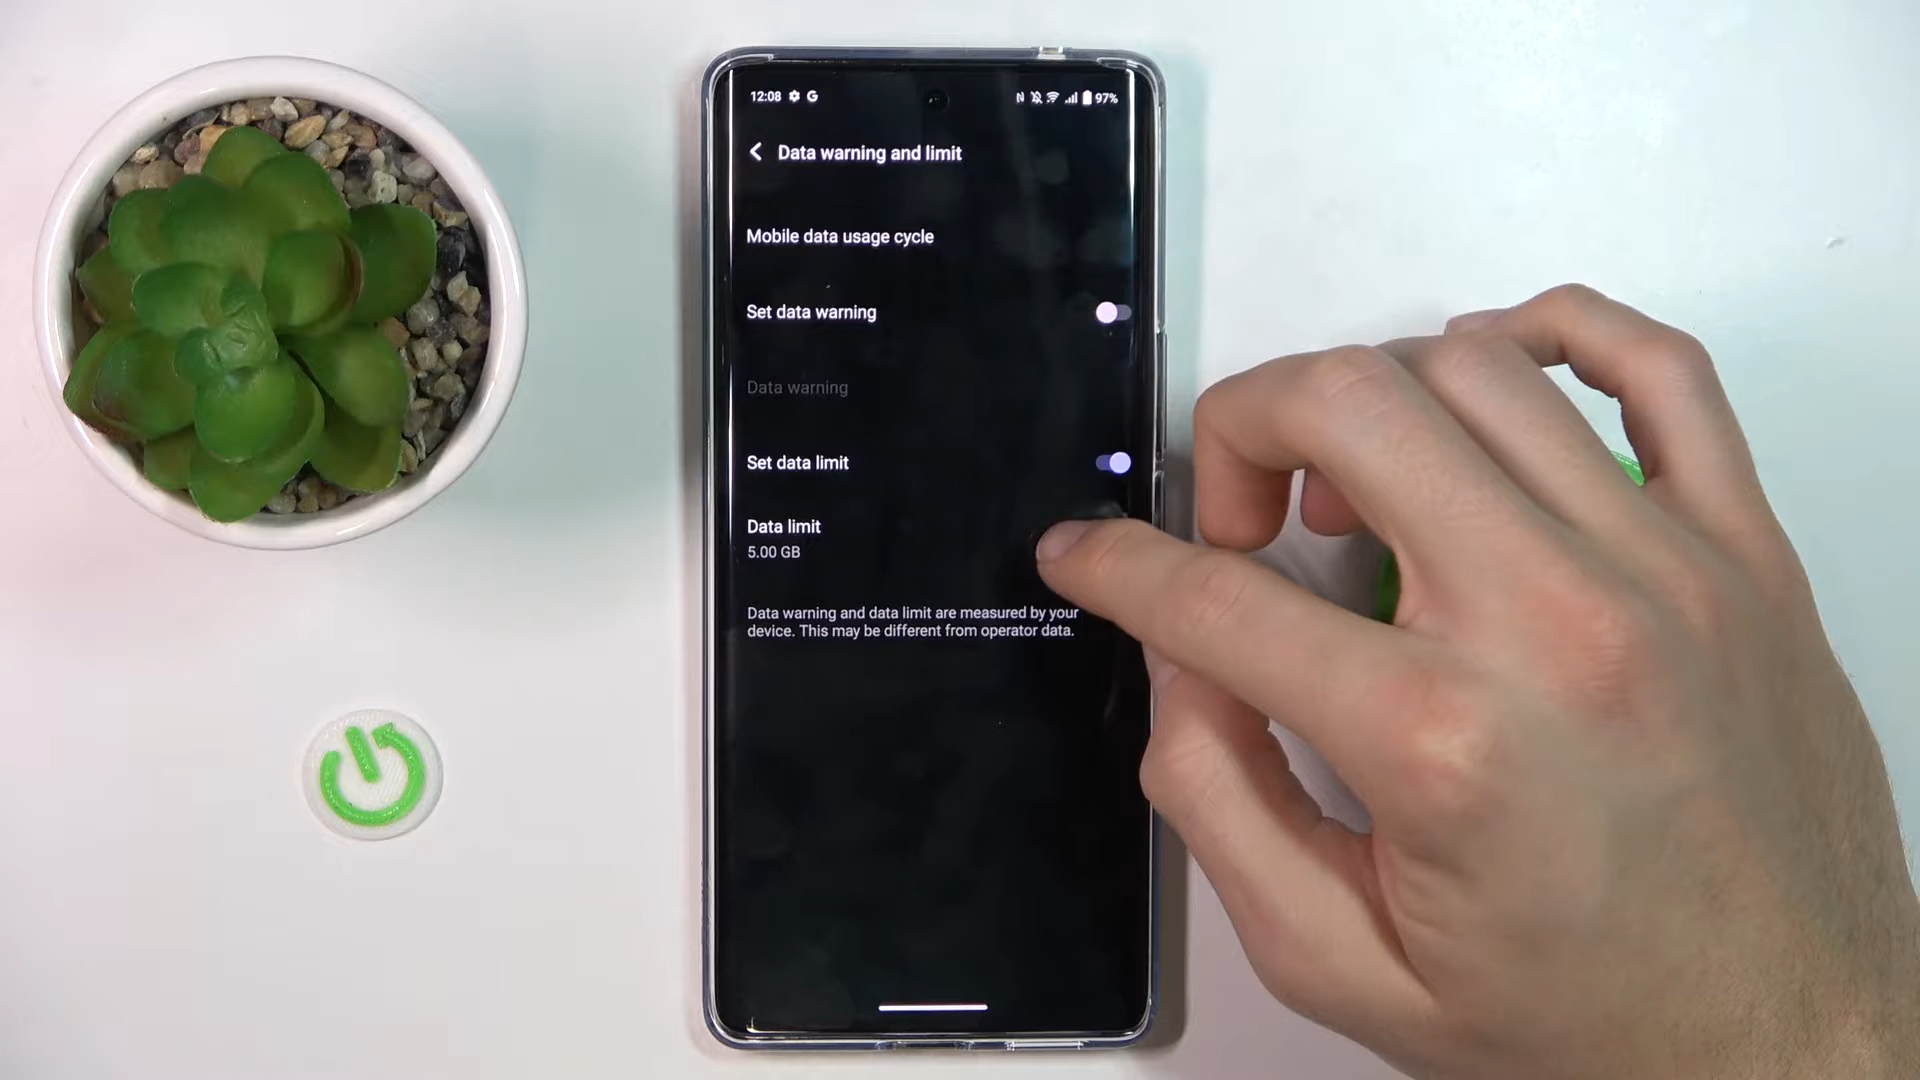 12:08 97%
Data warning and limit
Mobile data usage cycle
Set data warning
Data warning
Set data limit
Data limit
5.00 GB
Data warning and data limit are measured by your
device. This may be different from operator data.